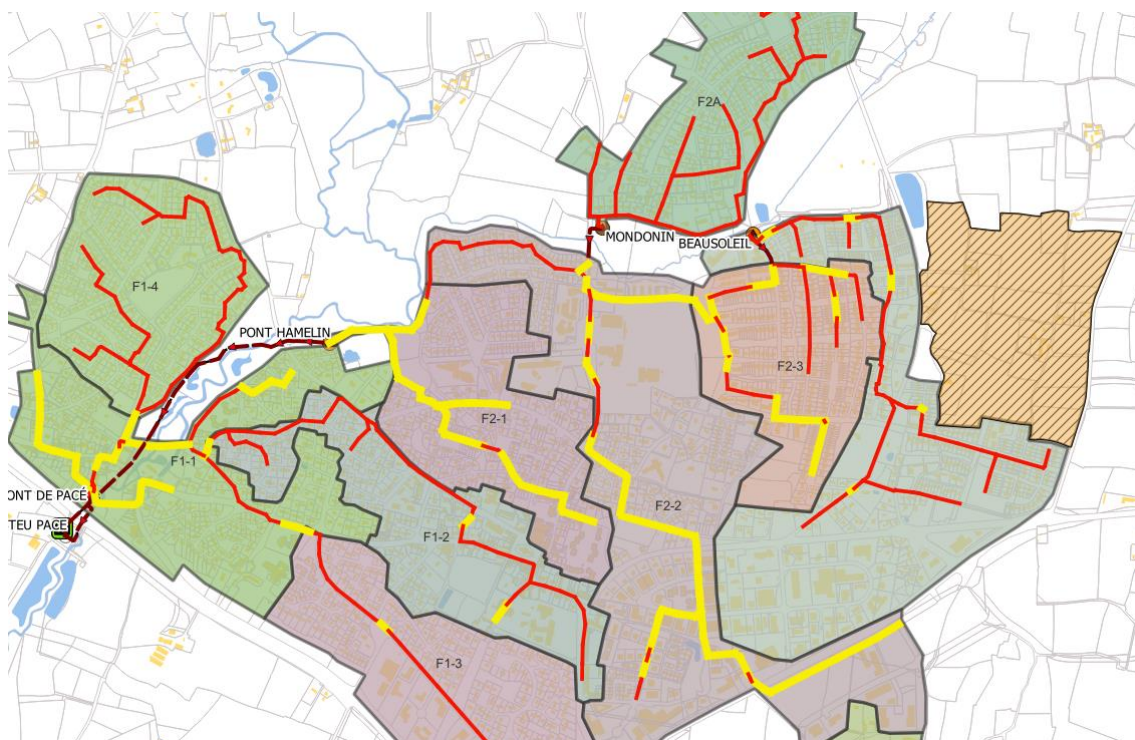 F2A
MONDONIN
BEAUSOLEIL
F1-4
PONT HAMELIN
F2-3
F2-1
F1-1
ONT DE PACÉ
F2-2
TEU PACE
F1-2
F1-3